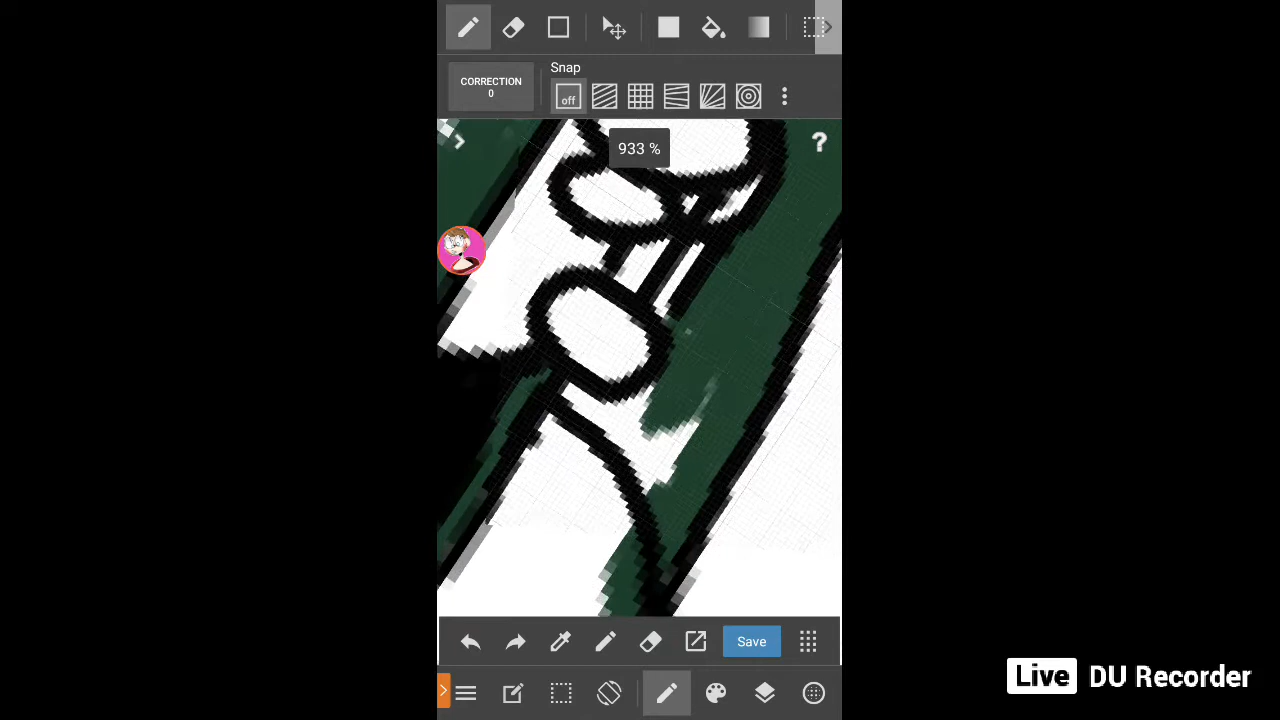 CORRECTION
0
Snap
off
933 %
?
Save
Live DU Recorder